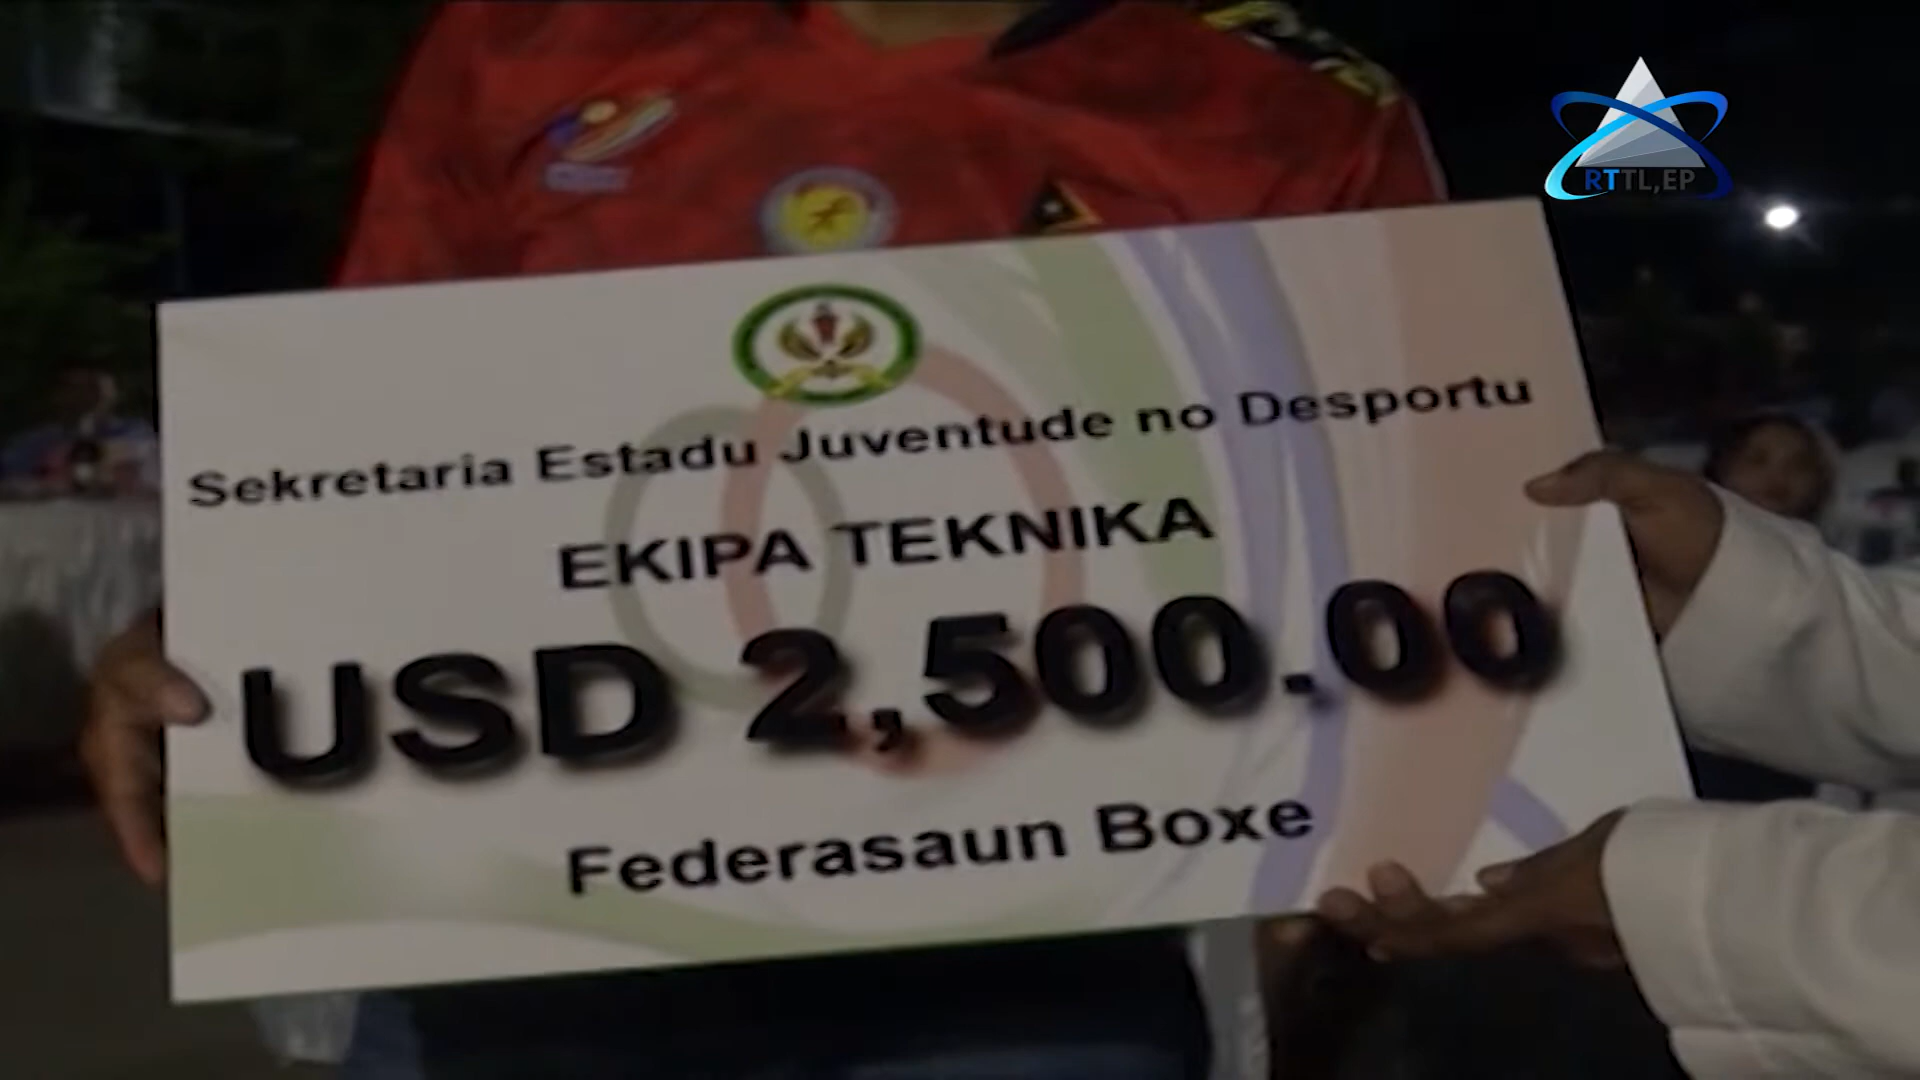 RTTL,EP
Sekretaria Estadu Juventude no Desportu
EKIPA TEKNIKA
USD 2,500.00
Federasaun Boxe